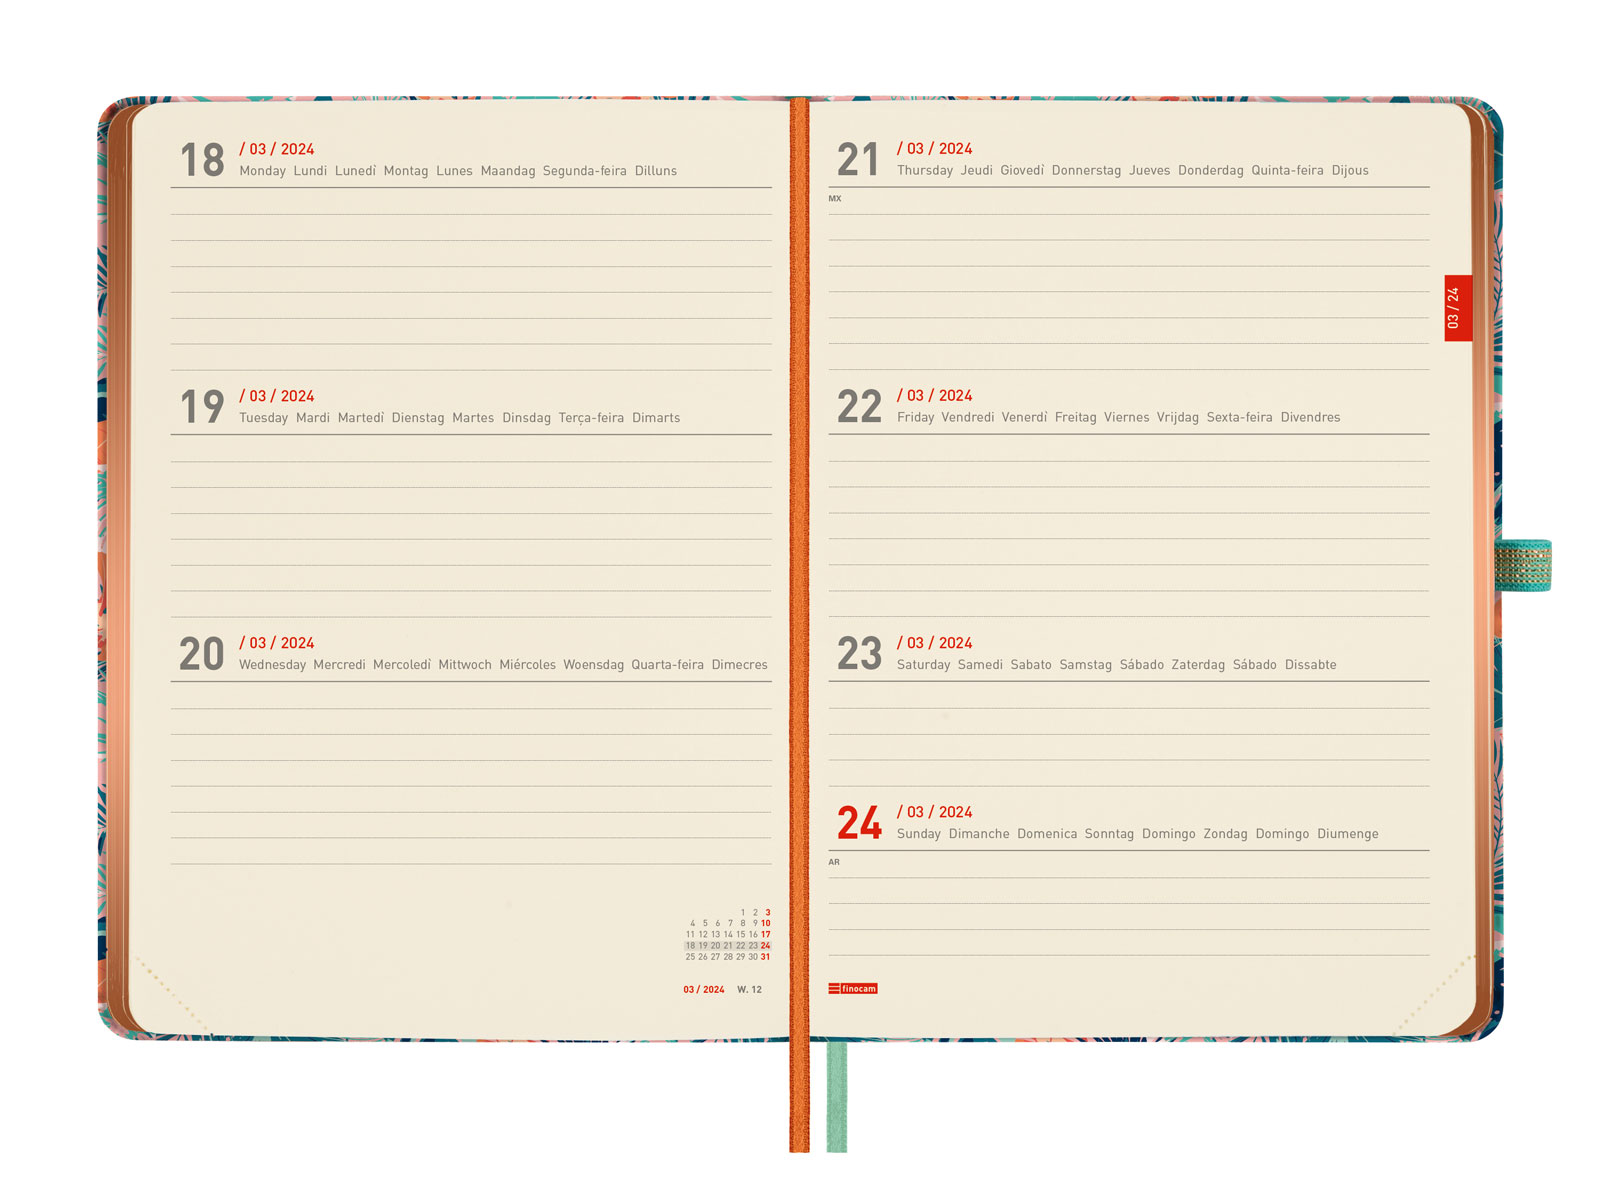 18 / 03 / 2024
Monday Lundi Lunedì Montag Lunes Maandag Segunda-feira Dilluns
19 / 03 / 2024
Tuesday Mardi Martedì Dienstag Martes Dinsdag Terça-feira Dimarts
20 / 03 / 2024
Wednesday Mercredi Mercoledì Mittwoch Miércoles Woensdag Quarta-feira Dimecres
1 2 3
4 5 6 7 8 9 10
11 12 13 14 15 16 17
18 19 20 21 22 23 24
25 26 27 28 29 30 31
03 / 2024 W. 12
21 / 03 / 2024
Thursday Jeudi Giovedì Donnerstag Jueves Donderdag Quinta-feira Dijous
MX
03 / 24
22 / 03 / 2024
Friday Vendredi Venerdì Freitag Viernes Vrijdag Sexta-feira Divendres
23 / 03 / 2024
Saturday Samedi Sabato Samstag Sábado Zaterdag Sábado Dissabte
24 / 03 / 2024
Sunday Dimanche Domenica Sonntag Domingo Zondag Domingo Diumenge
AR
finocam